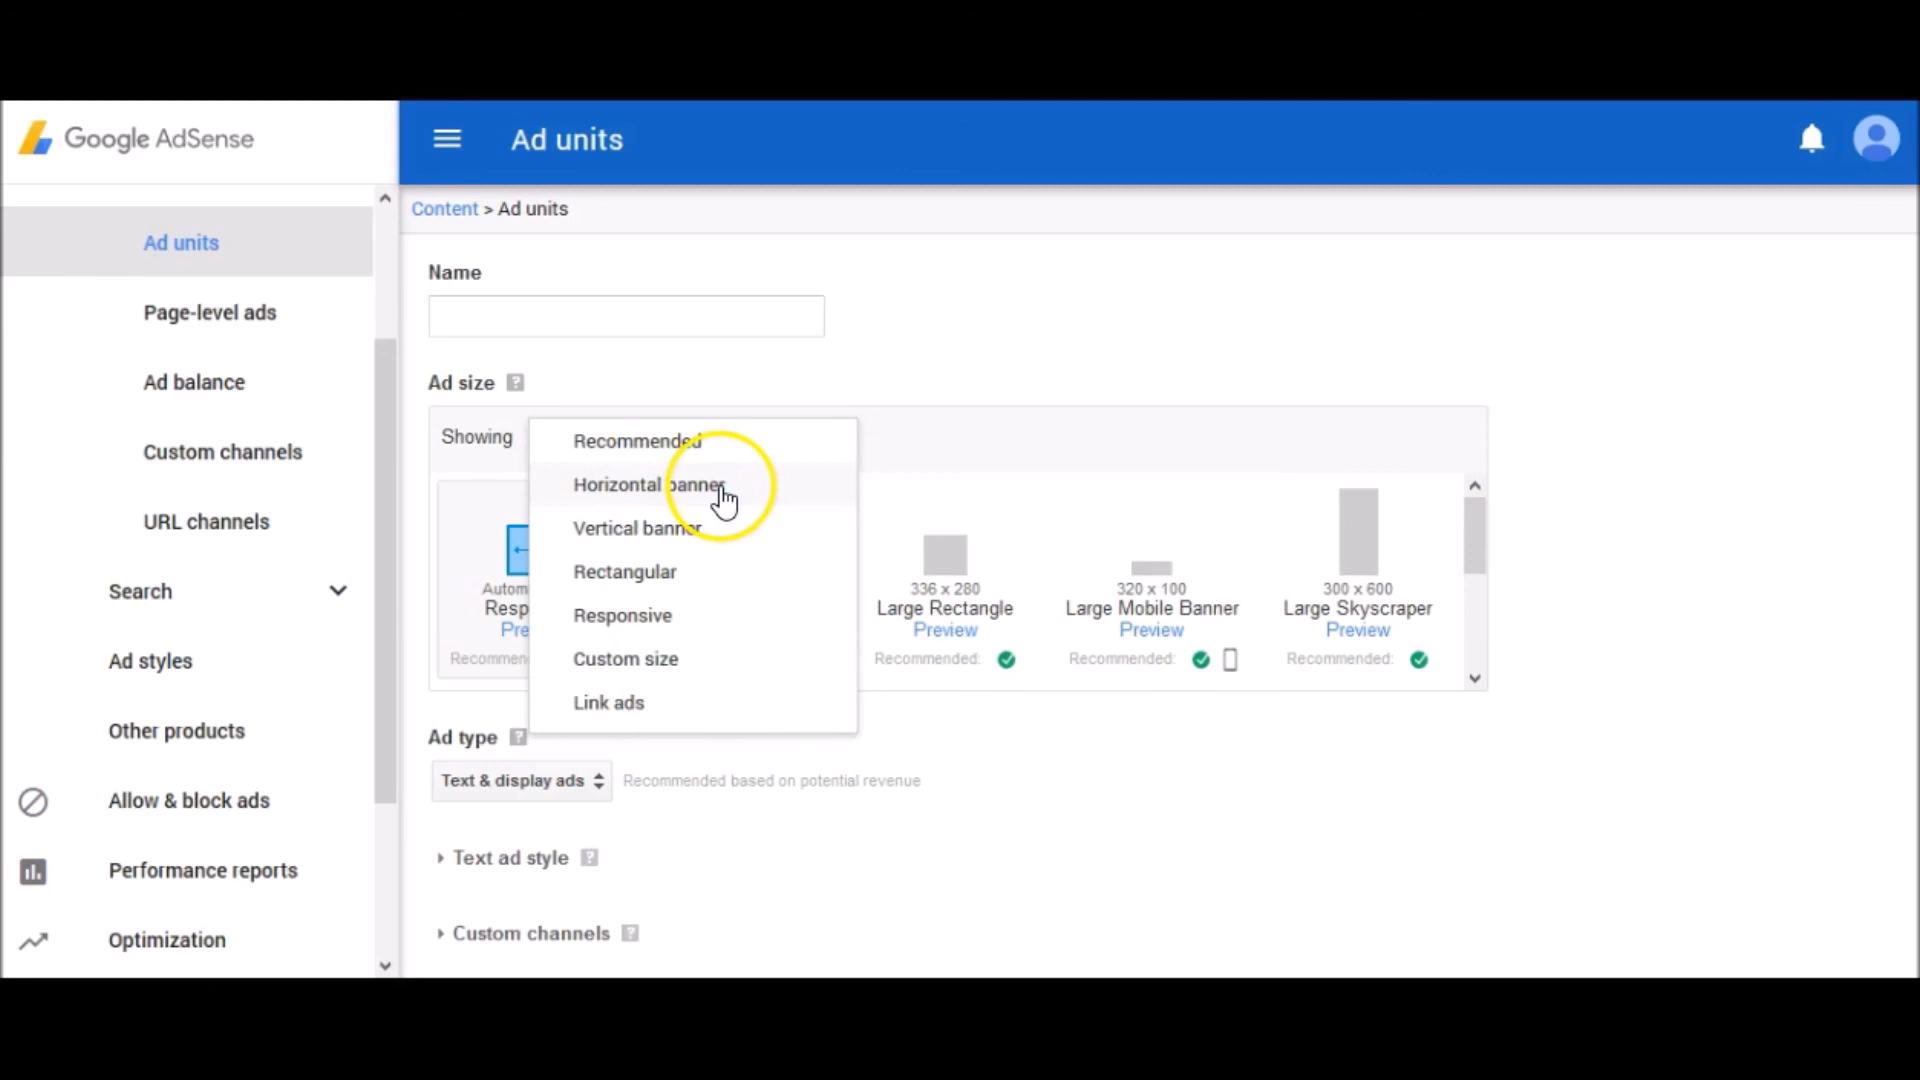 Google AdSense
Ad units
Content > Ad units
Ad units
Page-level ads
Ad balance
Custom channels
URL channels
Search
Ad styles
Other products
Allow & block ads
Performance reports
Optimization
Name
Ad size ?
Showing
Recommended
Horizontal banner
Vertical banner
Rectangular
Responsive
Custom size
Link ads
336 x 280
Large Rectangle
Preview
Recommended:
320 x 100
Large Mobile Banner
Preview
Recommended:
300 x 600
Large Skyscraper
Preview
Recommended:
Ad type ?
Text & display ads
Recommended based on potential revenue
Text ad style ?
Custom channels ?